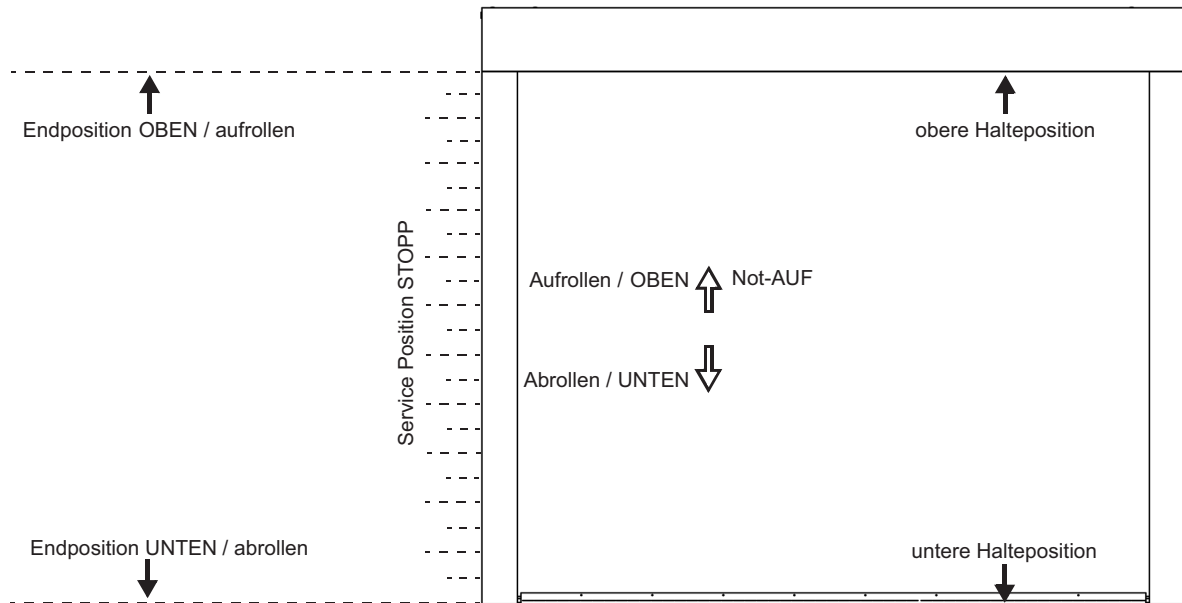 Endposition OBEN / aufrollen
obere Halteposition
Service Position STOPP
Aufrollen / OBEN
Not-AUF
Abrollen / UNTEN
Endposition UNTEN / abrollen
untere Halteposition